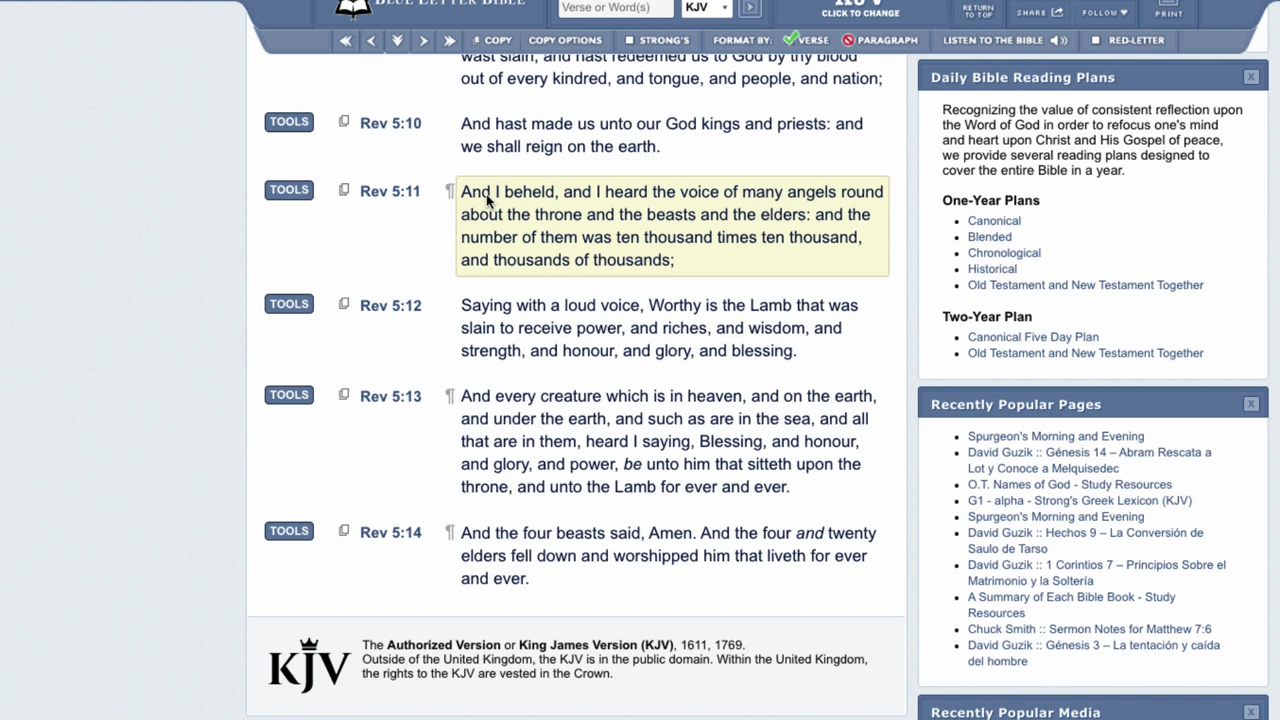 BLUE LETTER BIBLE
Verse or Word(s)
KJV
KJV
CLICK TO CHANGE
RETURN
TO TOP
SHARE
FOLLOW
PRINT
COPY
COPY OPTIONS
STRONG'S
FORMAT BY:
VERSE
PARAGRAPH
LISTEN TO THE BIBLE
RED-LETTER
wast slain, and hast redeemed us to God by thy blood
out of every kindred, and tongue, and people, and nation;
TOOLS
Rev 5:10
And hast made us unto our God kings and priests: and
we shall reign on the earth.
TOOLS
Rev 5:11
¶ And I beheld, and I heard the voice of many angels round
about the throne and the beasts and the elders: and the
number of them was ten thousand times ten thousand,
and thousands of thousands;
TOOLS
Rev 5:12
Saying with a loud voice, Worthy is the Lamb that was
slain to receive power, and riches, and wisdom, and
strength, and honour, and glory, and blessing.
TOOLS
Rev 5:13
¶ And every creature which is in heaven, and on the earth,
and under the earth, and such as are in the sea, and all
that are in them, heard I saying, Blessing, and honour,
and glory, and power, be unto him that sitteth upon the
throne, and unto the Lamb for ever and ever.
TOOLS
Rev 5:14
¶ And the four beasts said, Amen. And the four and twenty
elders fell down and worshipped him that liveth for ever
and ever.
KJV
The Authorized Version or King James Version (KJV), 1611, 1769.
Outside of the United Kingdom, the KJV is in the public domain. Within the United Kingdom,
the rights to the KJV are vested in the Crown.
Daily Bible Reading Plans
Recognizing the value of consistent reflection upon
the Word of God in order to refocus one's mind
and heart upon Christ and His Gospel of peace,
we provide several reading plans designed to
cover the entire Bible in a year.
One-Year Plans
• Canonical
• Blended
• Chronological
• Historical
• Old Testament and New Testament Together
Two-Year Plan
• Canonical Five Day Plan
• Old Testament and New Testament Together
Recently Popular Pages
• Spurgeon's Morning and Evening
• David Guzik :: Génesis 14 – Abram Rescata a
Lot y Conoce a Melquisedec
• O.T. Names of God - Study Resources
• G1 - alpha - Strong's Greek Lexicon (KJV)
• Spurgeon's Morning and Evening
• David Guzik :: Hechos 9 – La Conversión de
Saulo de Tarso
• David Guzik :: 1 Corintios 7 – Principios Sobre el
Matrimonio y la Soltería
• A Summary of Each Bible Book - Study
Resources
• Chuck Smith :: Sermon Notes for Matthew 7:6
• David Guzik :: Génesis 3 – La tentación y caída
del hombre
Recently Popular Media